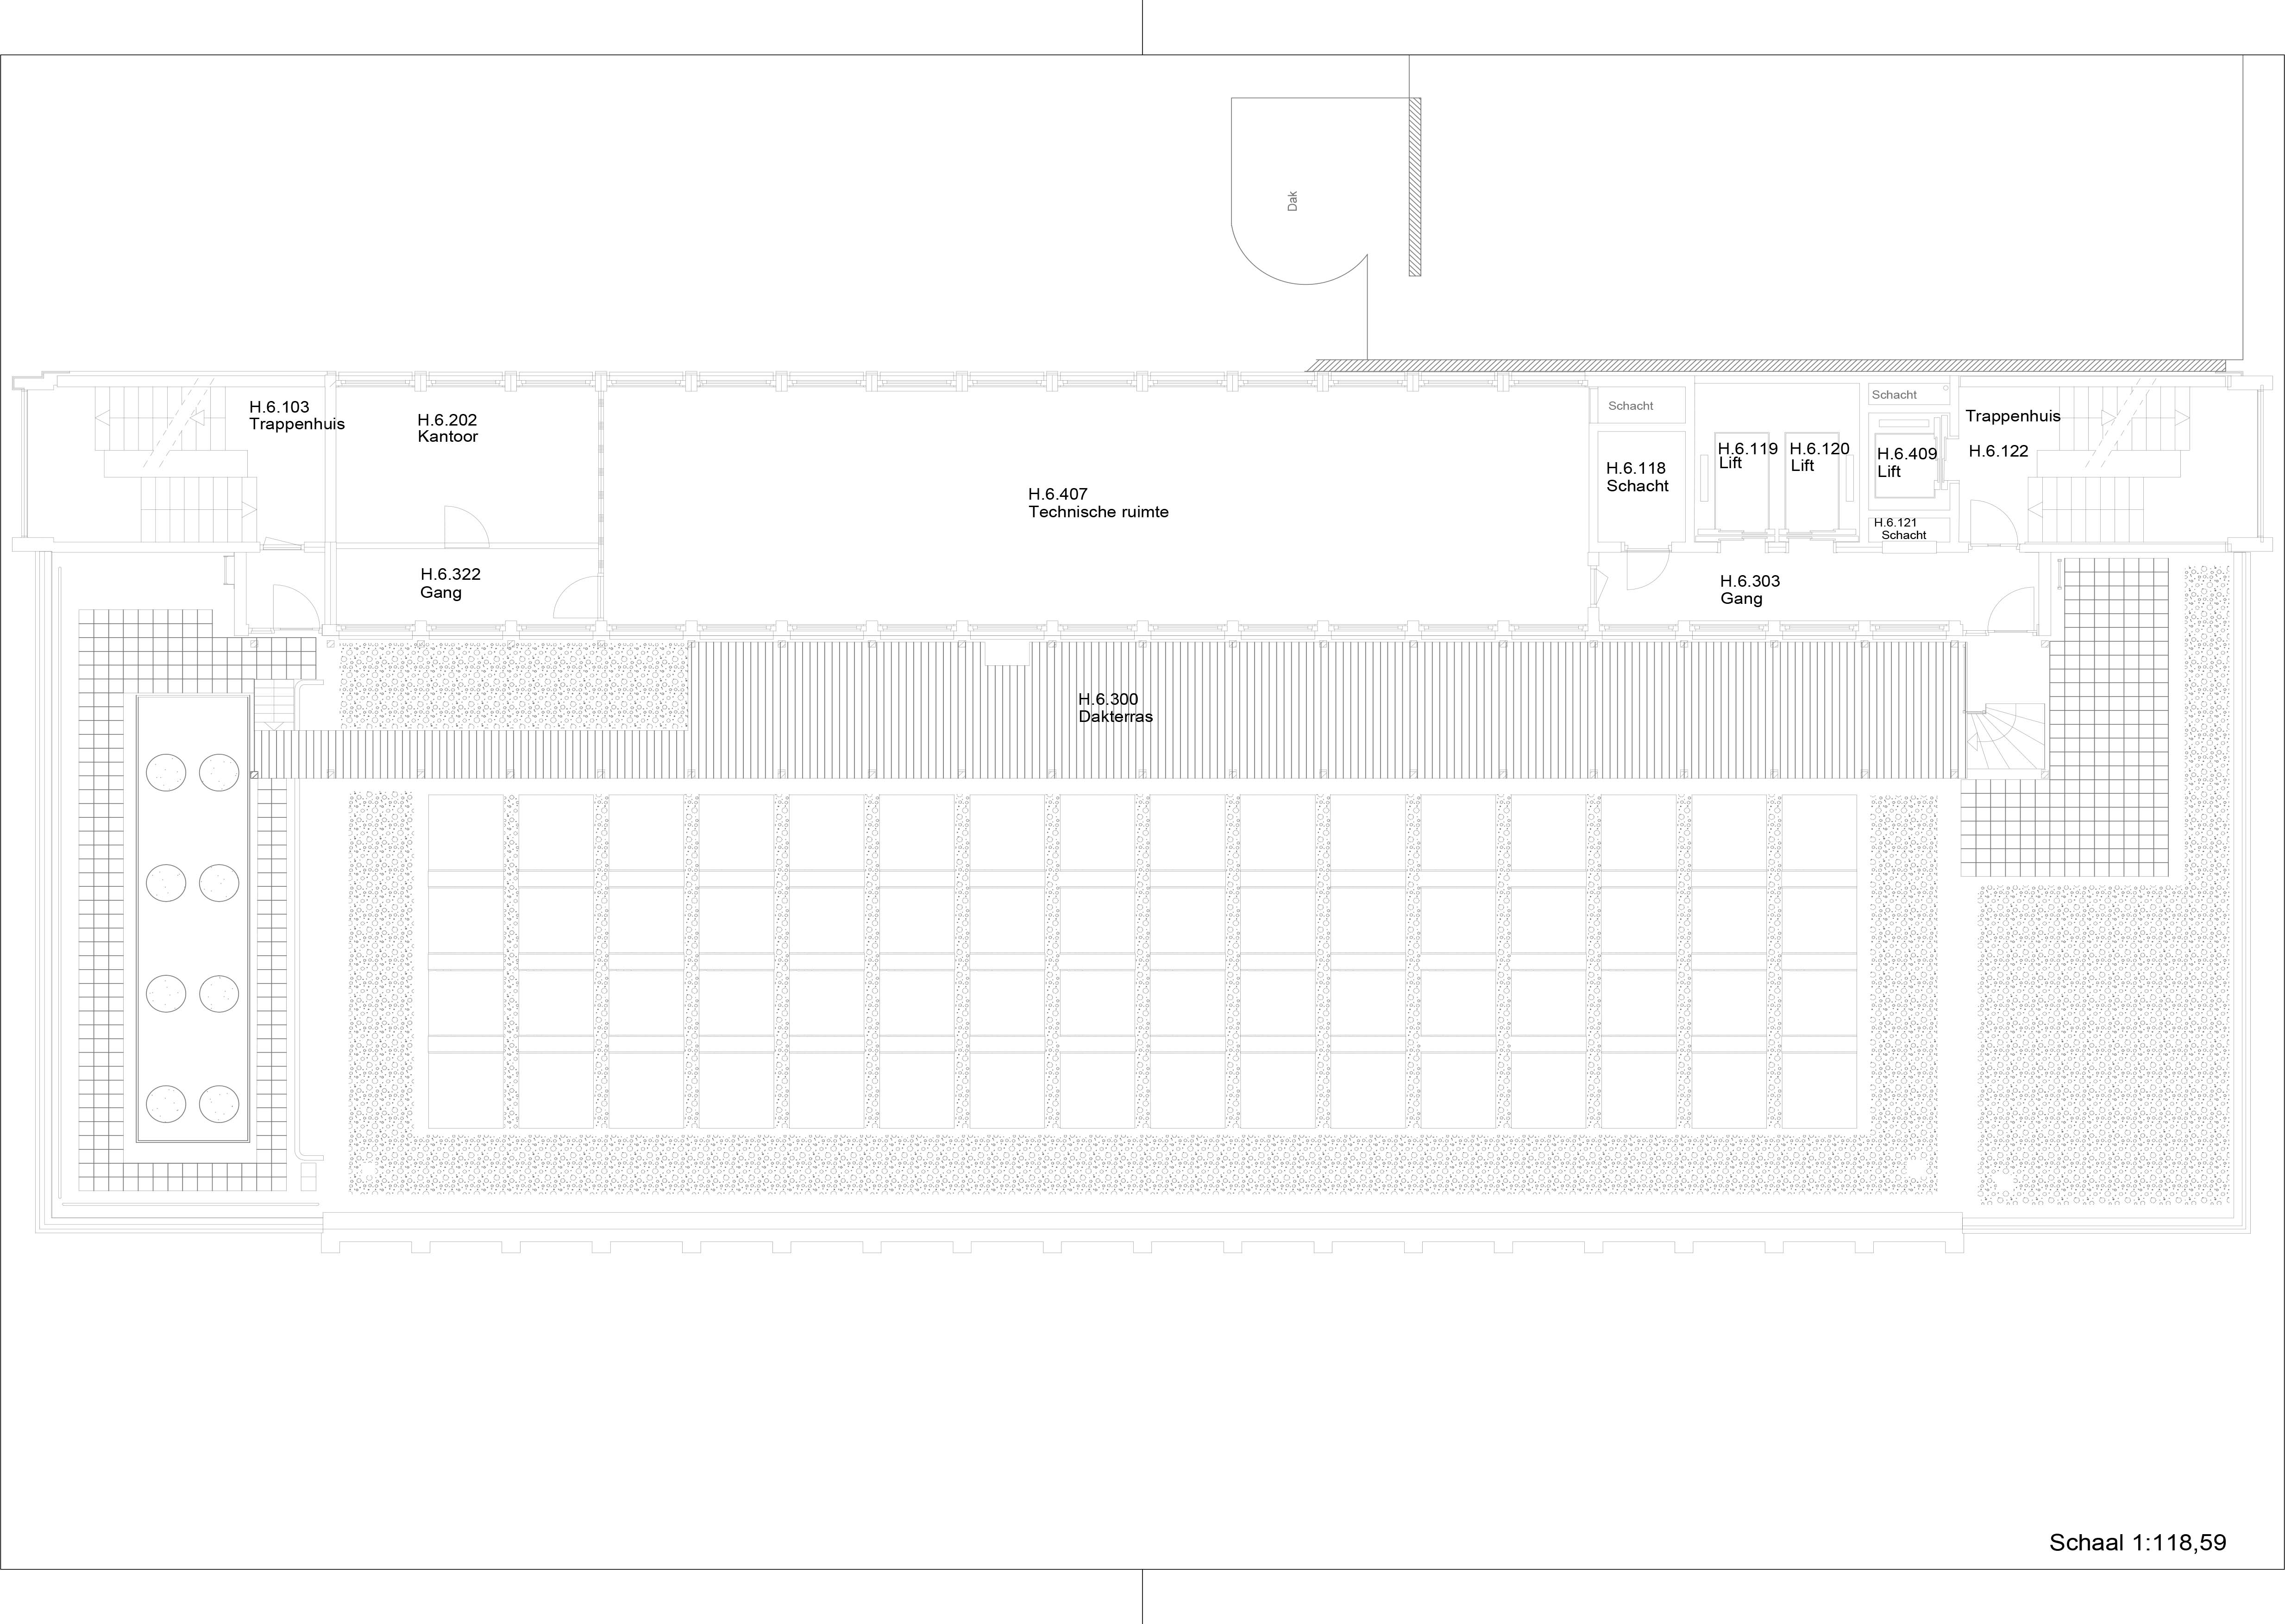 Dak
H.6.103
Trappenhuis
H.6.202
Kantoor
H.6.407
Technische ruimte
Schacht
H.6.118
Schacht
H.6.119
Lift
H.6.120
Lift
Schacht
H.6.409
Lift
H.6.121
Schacht
Trappenhuis
H.6.122
H.6.322
Gang
H.6.303
Gang
H.6.300
Dakterras
Schaal 1:118,59